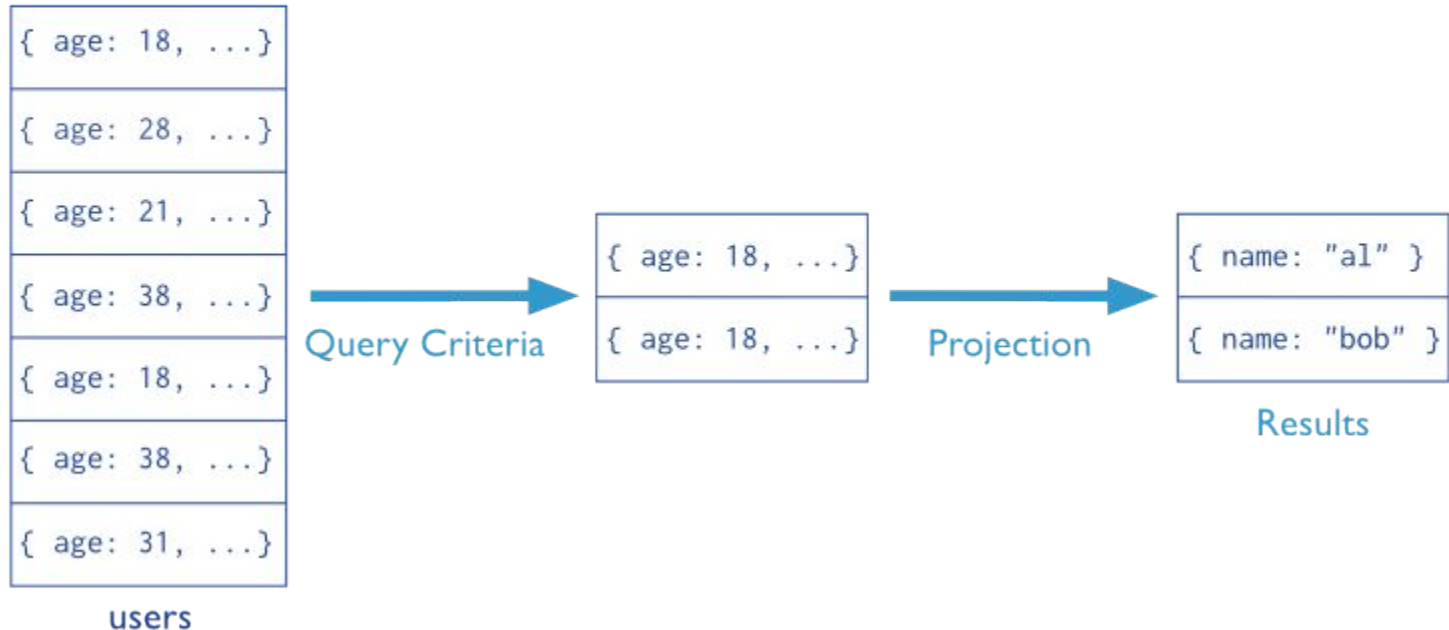 { age: 18, ...}
{ age: 28, ...}
{ age: 21, ...}
{ age: 38, ...}
{ age: 18, ...}
{ age: 38, ...}
{ age: 31, ...}
users
Query Criteria
{ age: 18, ...}
{ age: 18, ...}
Projection
{ name: "al" }
{ name: "bob" }
Results